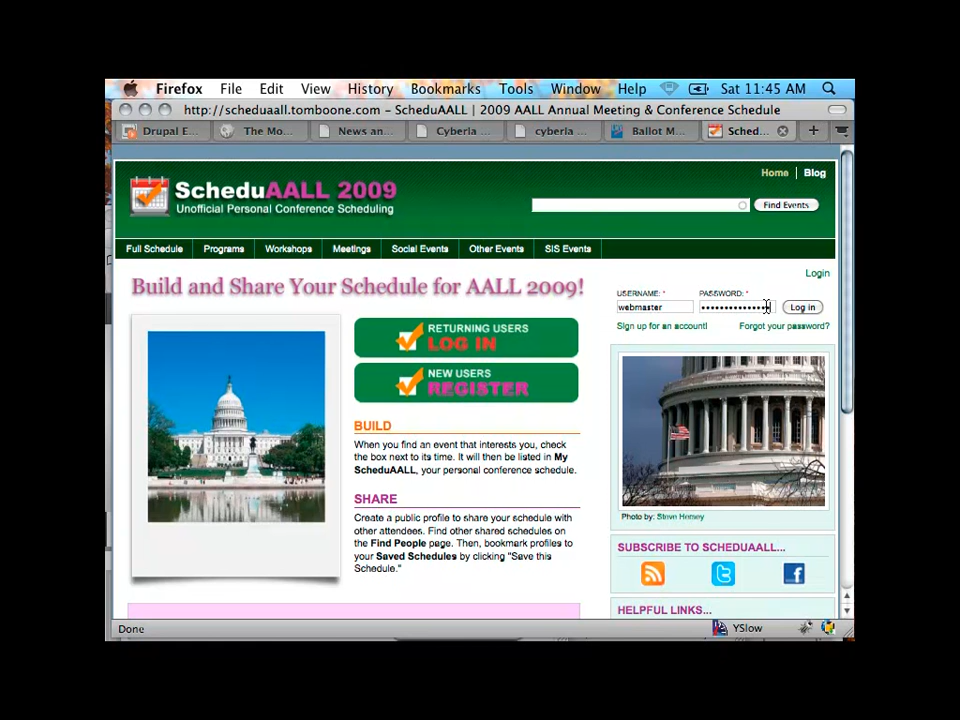 Firefox File Edit View History Bookmarks Tools Window Help Sat 11:45 AM
http://scheduaall.tomboone.com – ScheduAALL | 2009 AALL Annual Meeting & Conference Schedule
Drupal E... The Mo... News an... Cyberla ... cyberla ... Ballot M... Sched... +
Home | Blog
ScheduAALL 2009
Unofficial Personal Conference Scheduling
Find Events
Full Schedule Programs Workshops Meetings Social Events Other Events SIS Events
Login
Build and Share Your Schedule for AALL 2009!
USERNAME: * PASSWORD: *
webmaster Log in
Sign up for an account! Forgot your password?
RETURNING USERS
LOG IN
NEW USERS
REGISTER
BUILD
When you find an event that interests you, check
the box next to its time. It will then be listed in My
ScheduAALL, your personal conference schedule.
SHARE
Create a public profile to share your schedule with
other attendees. Find other shared schedules on
the Find People page. Then, bookmark profiles to
your Saved Schedules by clicking "Save this
Schedule."
Photo by: Steve Hersey
SUBSCRIBE TO SCHEDUAALL...
HELPFUL LINKS...
Done YSlow